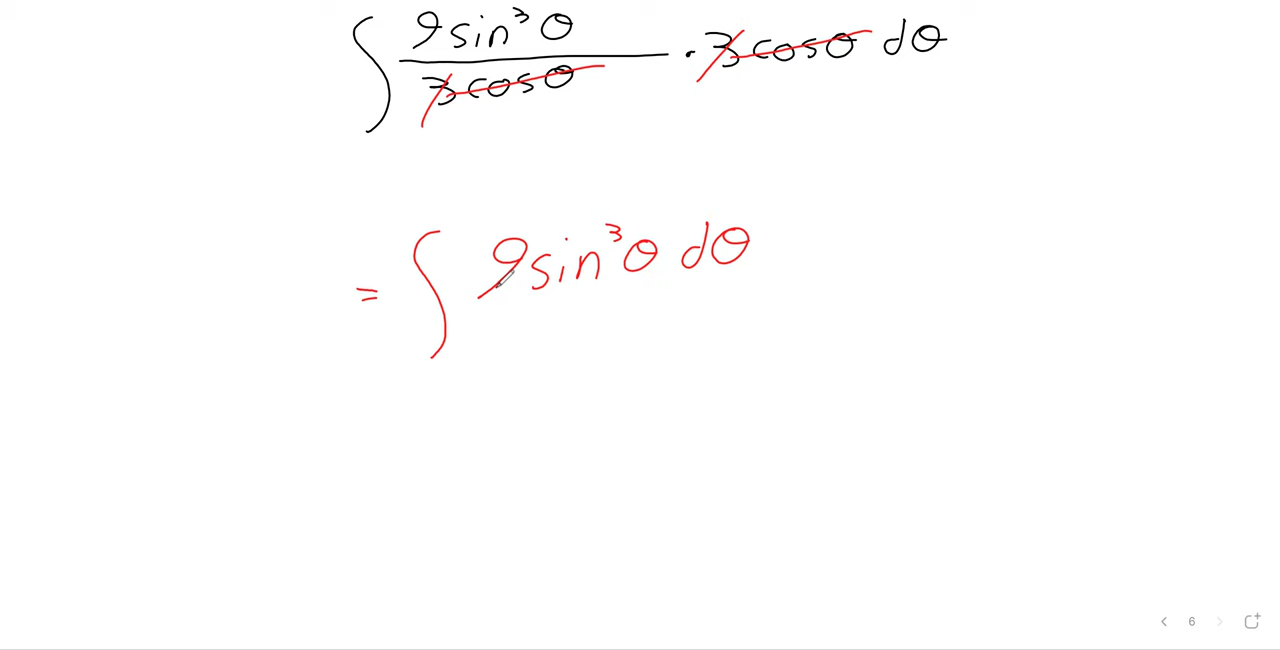 ∫ 9sin³θ / 3cosθ · 3cosθ dθ
= ∫ 9sin³θ dθ
6